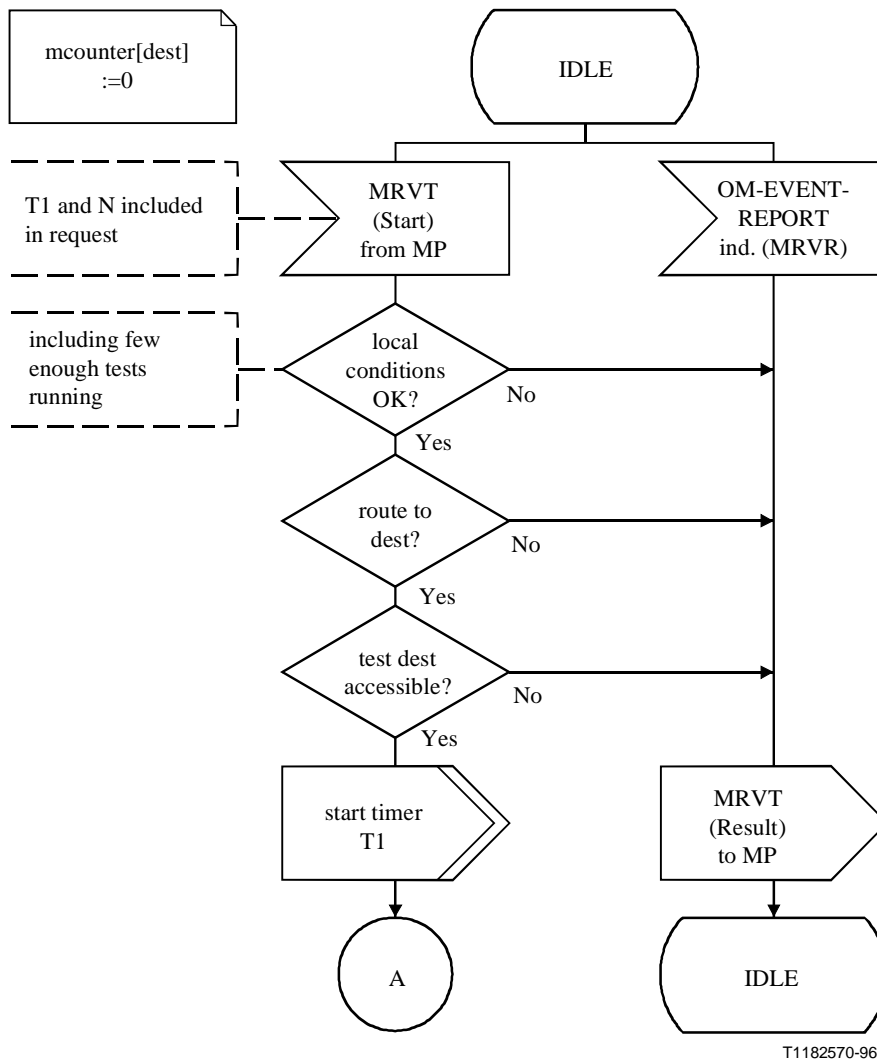 mcounter[dest]
:=0
IDLE
T1 and N included
in request
MRVT
(Start)
from MP
OM-EVENT-
REPORT
ind. (MRVR)
including few
enough tests
running
local
conditions
OK?
No
Yes
route to
dest?
No
Yes
test dest
accessible?
No
Yes
start timer
T1
MRVT
(Result)
to MP
A
IDLE
T1182570-96